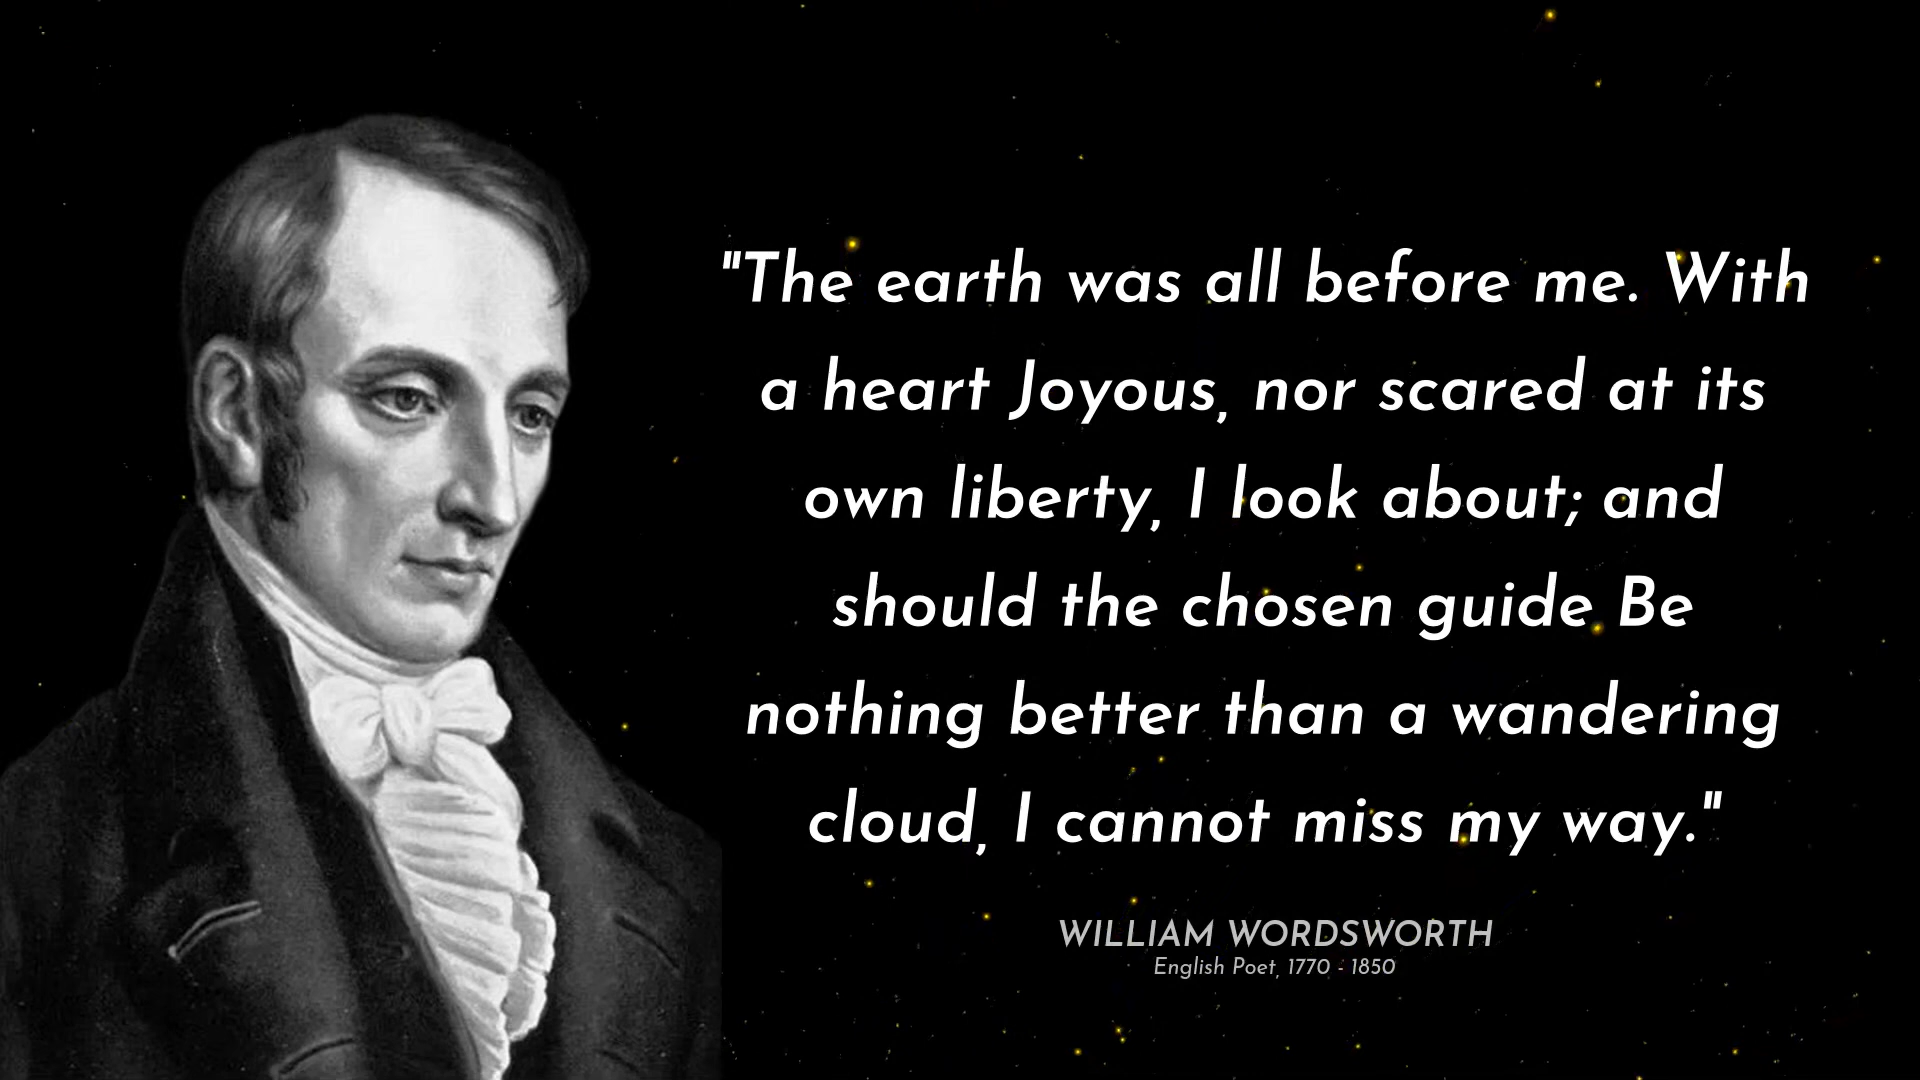 "The earth was all before me. With
a heart Joyous, nor scared at its
own liberty, I look about; and
should the chosen guide Be
nothing better than a wandering
cloud, I cannot miss my way."
WILLIAM WORDSWORTH
English Poet, 1770 - 1850